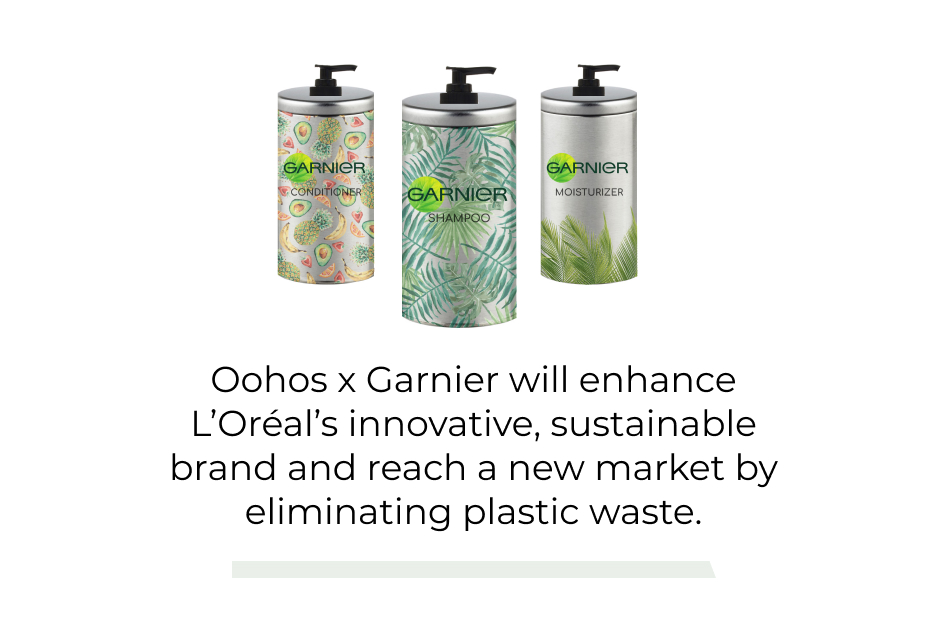 GARNIER
CONDITIONER
GARNIER
SHAMPOO
GARNIER
MOISTURIZER
Oohos x Garnier will enhance
L’Oréal’s innovative, sustainable
brand and reach a new market by
eliminating plastic waste.